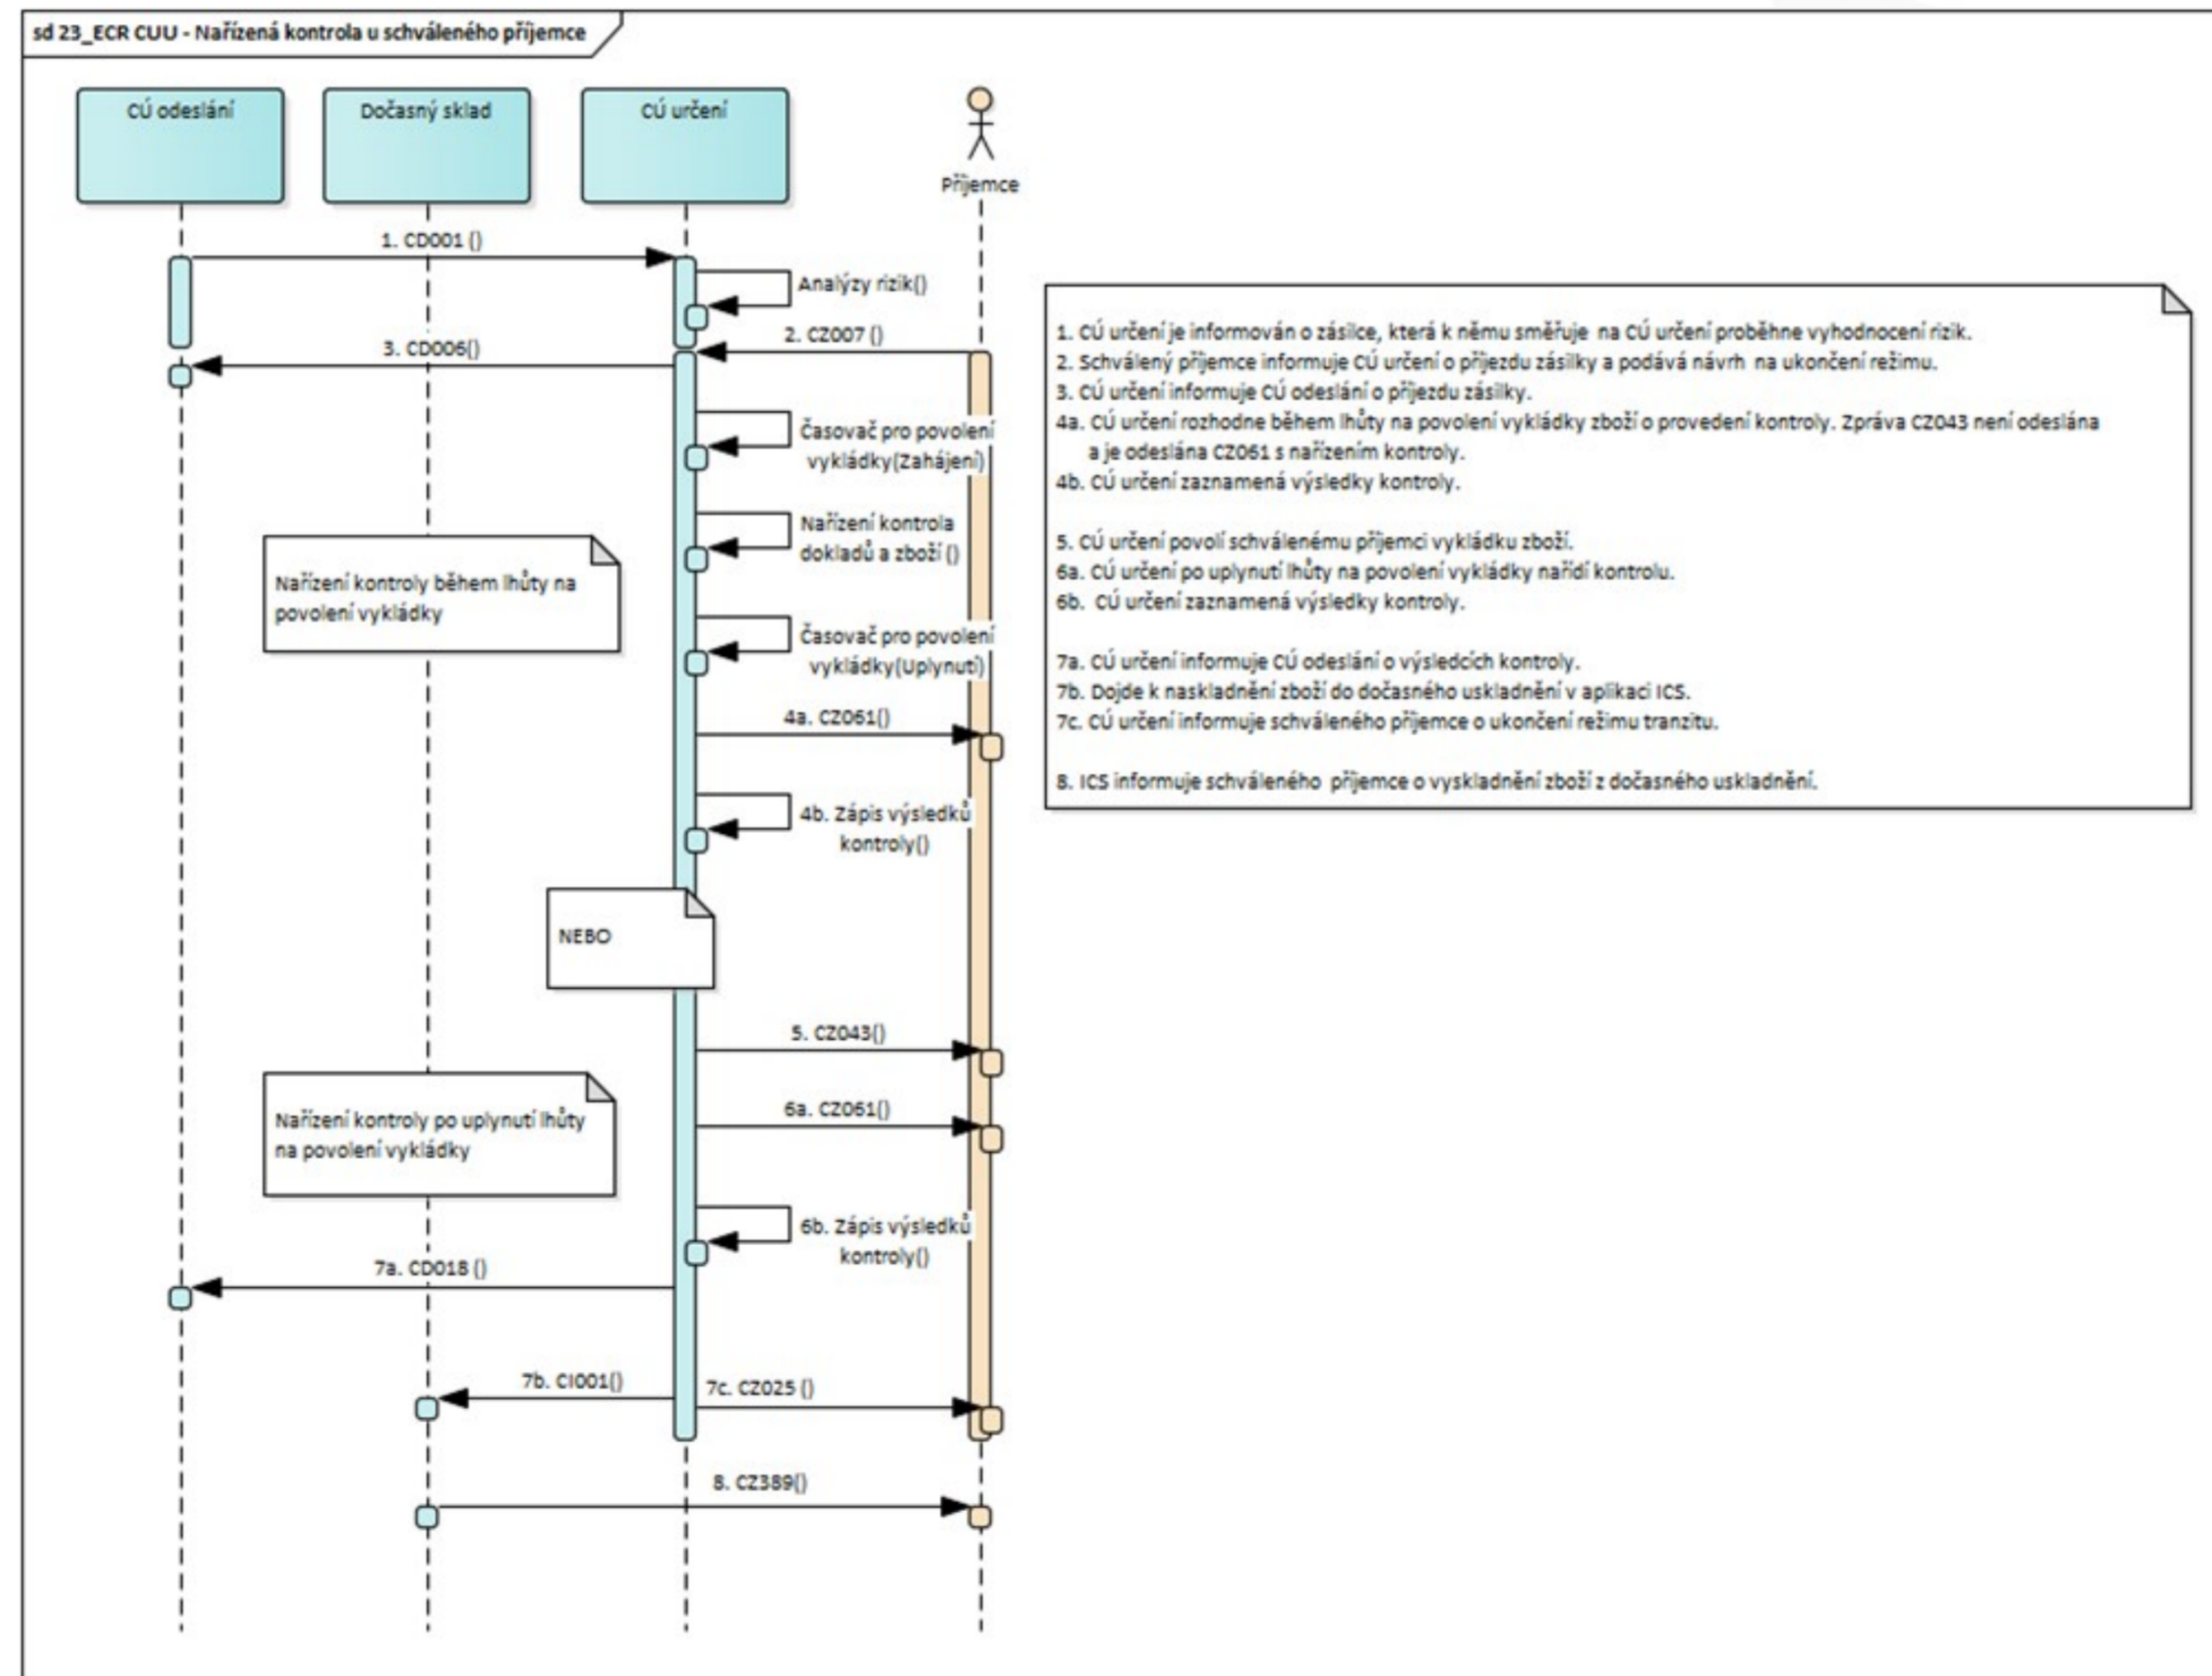 sd 23_ECR CUU - Nařízená kontrola u schváleného příjemce
CÚ odeslání
Dočasný sklad
CÚ určení
Příjemce
1. CD001 ()
Analýzy rizik()
2. CZ007 ()
3. CD006()
Časovač pro povolení
vykládky(Zahájení)
Nařízení kontrola
dokladů a zboží ()
Nařízení kontroly během lhůty na
povolení vykládky
Časovač pro povolení
vykládky(Uplynutí)
4a. CZ061()
4b. Zápis výsledků
kontroly()
NEBO
5. CZ043()
6a. CZ061()
Nařízení kontroly po uplynutí lhůty
na povolení vykládky
6b. Zápis výsledků
kontroly()
7a. CD018 ()
7b. CI001()
7c. CZ025 ()
8. CZ389()
1. CÚ určení je informován o zásilce, která k němu směřuje  na CÚ určení proběhne vyhodnocení rizik.
2. Schválený příjemce informuje CÚ určení o příjezdu zásilky a podává návrh  na ukončení režimu.
3. CÚ určení informuje CÚ odeslání o příjezdu zásilky.
4a. CÚ určení rozhodne během lhůty na povolení vykládky zboží o provedení kontroly. Zpráva CZ043 není odeslána
a je odeslána CZ061 s nařízením kontroly.
4b. CÚ určení zaznamená výsledky kontroly.
5. CÚ určení povolí schválenému příjemci vykládku zboží.
6a. CÚ určení po uplynutí lhůty na povolení vykládky nařídí kontrolu.
6b.  CÚ určení zaznamená výsledky kontroly.
7a. CÚ určení informuje CÚ odeslání o výsledcích kontroly.
7b. Dojde k naskladnění zboží do dočasného uskladnění v aplikaci ICS.
7c. CÚ určení informuje schváleného příjemce o ukončení režimu tranzitu.
8. ICS informuje schváleného  příjemce o vyskladnění zboží z dočasného uskladnění.